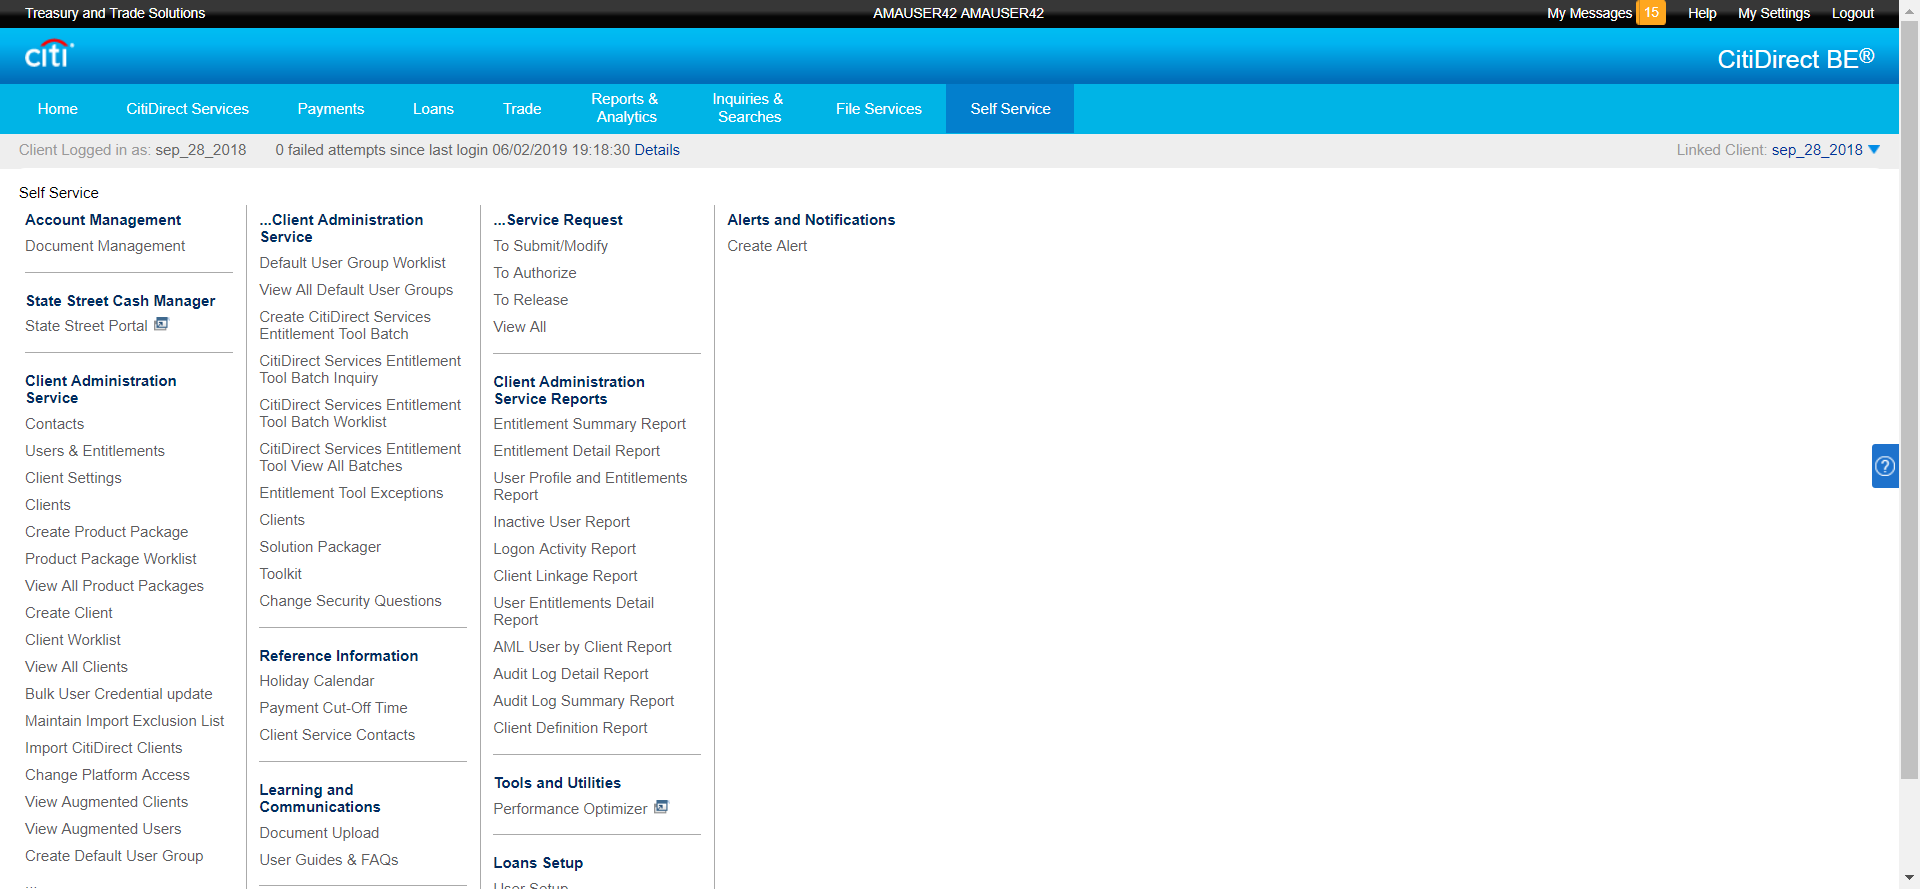 Treasury and Trade Solutions
AMAUSER42 AMAUSER42
My Messages 15 Help My Settings Logout
citi
CitiDirect BE®
Home CitiDirect Services Payments Loans Trade Reports & Analytics Inquiries & Searches File Services Self Service
Client Logged in as: sep_28_2018 0 failed attempts since last login 06/02/2019 19:18:30 Details
Linked Client: sep_28_2018
Self Service
Account Management
Document Management
State Street Cash Manager
State Street Portal
Client Administration
Service
Contacts
Users & Entitlements
Client Settings
Clients
Create Product Package
Product Package Worklist
View All Product Packages
Create Client
Client Worklist
View All Clients
Bulk User Credential update
Maintain Import Exclusion List
Import CitiDirect Clients
Change Platform Access
View Augmented Clients
View Augmented Users
Create Default User Group
...
...Client Administration
Service
Default User Group Worklist
View All Default User Groups
Create CitiDirect Services
Entitlement Tool Batch
CitiDirect Services Entitlement
Tool Batch Inquiry
CitiDirect Services Entitlement
Tool Batch Worklist
CitiDirect Services Entitlement
Tool View All Batches
Entitlement Tool Exceptions
Clients
Solution Packager
Toolkit
Change Security Questions
Reference Information
Holiday Calendar
Payment Cut-Off Time
Client Service Contacts
Learning and
Communications
Document Upload
User Guides & FAQs
...Service Request
To Submit/Modify
To Authorize
To Release
View All
Client Administration
Service Reports
Entitlement Summary Report
Entitlement Detail Report
User Profile and Entitlements
Report
Inactive User Report
Logon Activity Report
Client Linkage Report
User Entitlements Detail
Report
AML User by Client Report
Audit Log Detail Report
Audit Log Summary Report
Client Definition Report
Tools and Utilities
Performance Optimizer
Loans Setup
User Setup
Alerts and Notifications
Create Alert
?